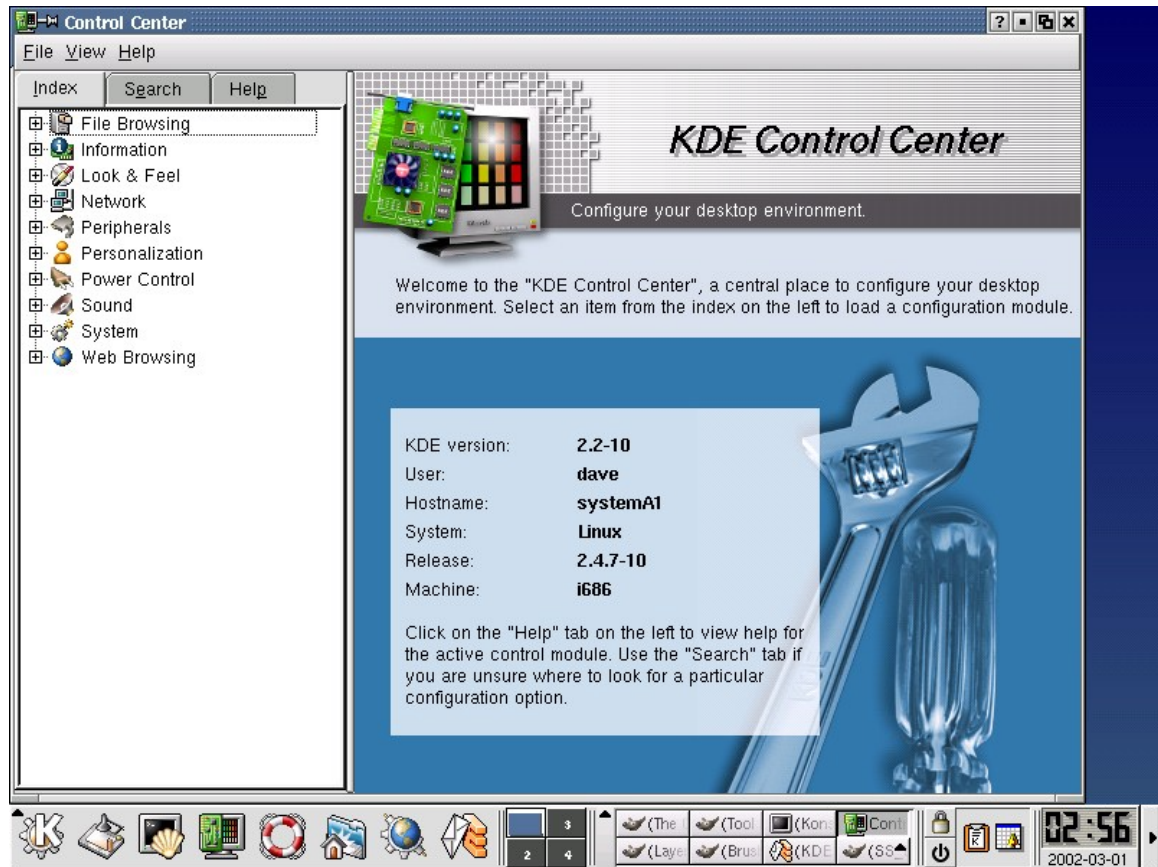 Control Center
File View Help
Index Search Help
File Browsing
Information
Look & Feel
Network
Peripherals
Personalization
Power Control
Sound
System
Web Browsing
KDE Control Center
Configure your desktop environment.
Welcome to the "KDE Control Center", a central place to configure your desktop
environment. Select an item from the index on the left to load a configuration module.
KDE version: 2.2-10
User: dave
Hostname: systemA1
System: Linux
Release: 2.4.7-10
Machine: i686
Click on the "Help" tab on the left to view help for
the active control module. Use the "Search" tab if
you are unsure where to look for a particular
configuration option.
3
2 4
(The (Tool (Kon Cont
(Laye (Brus (KDE (SS
02:56
2002-03-01